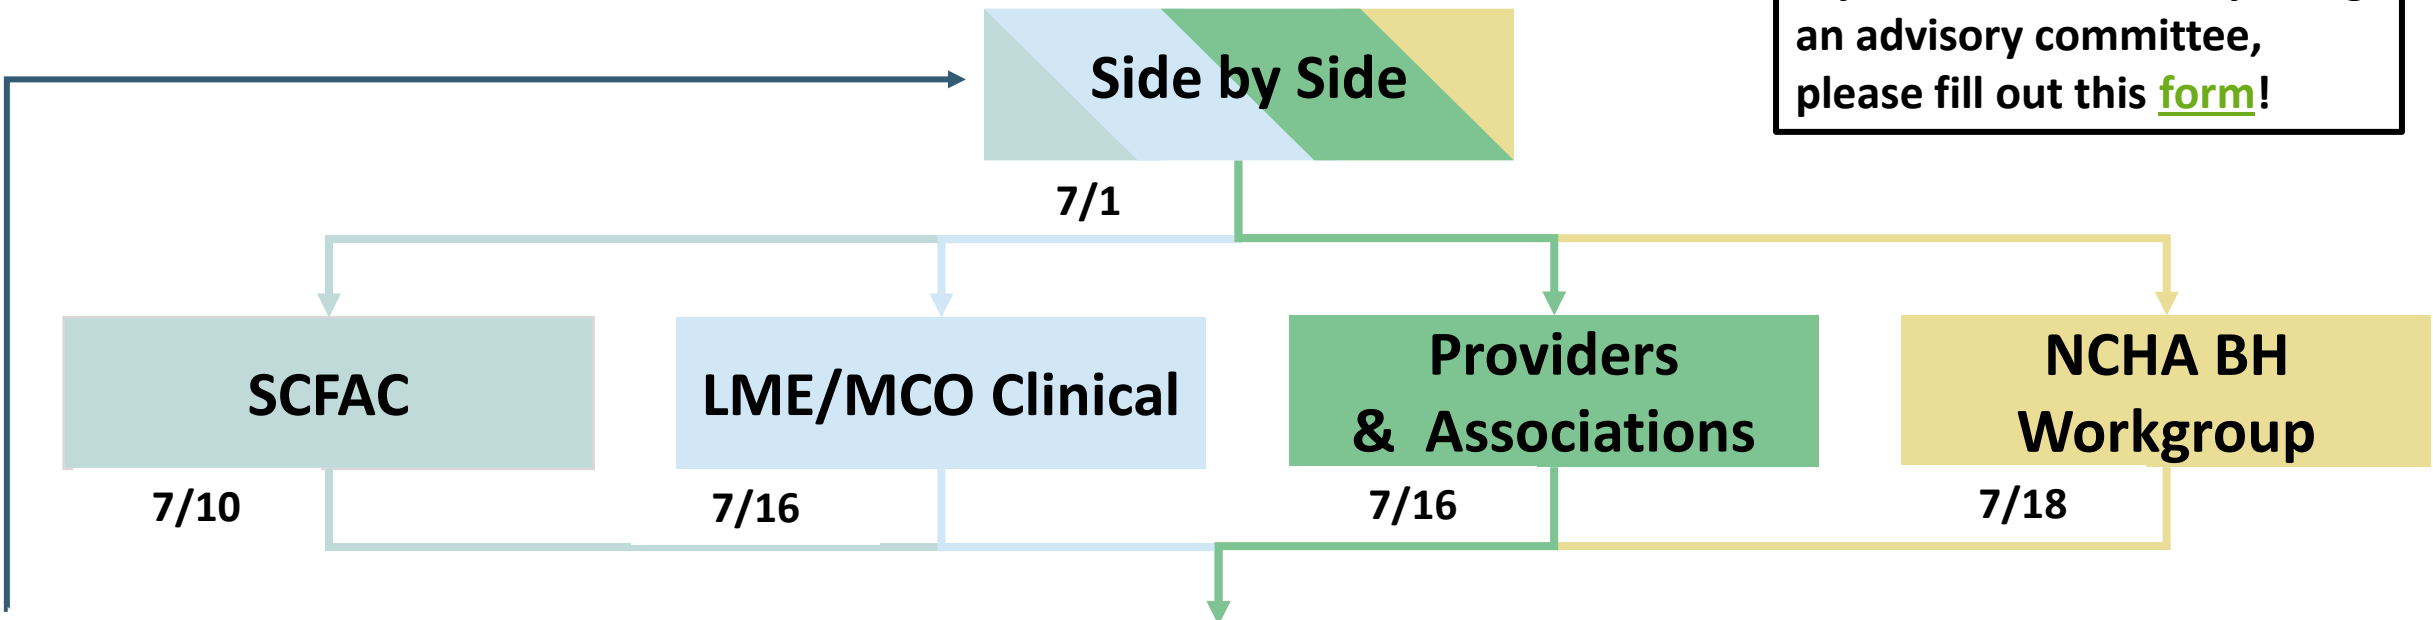 an advisory committee,
please fill out this form!
Side by Side
7/1
SCFAC
LME/MCO Clinical
Providers
& Associations
NCHA BH
Workgroup
7/10
7/16
7/16
7/18